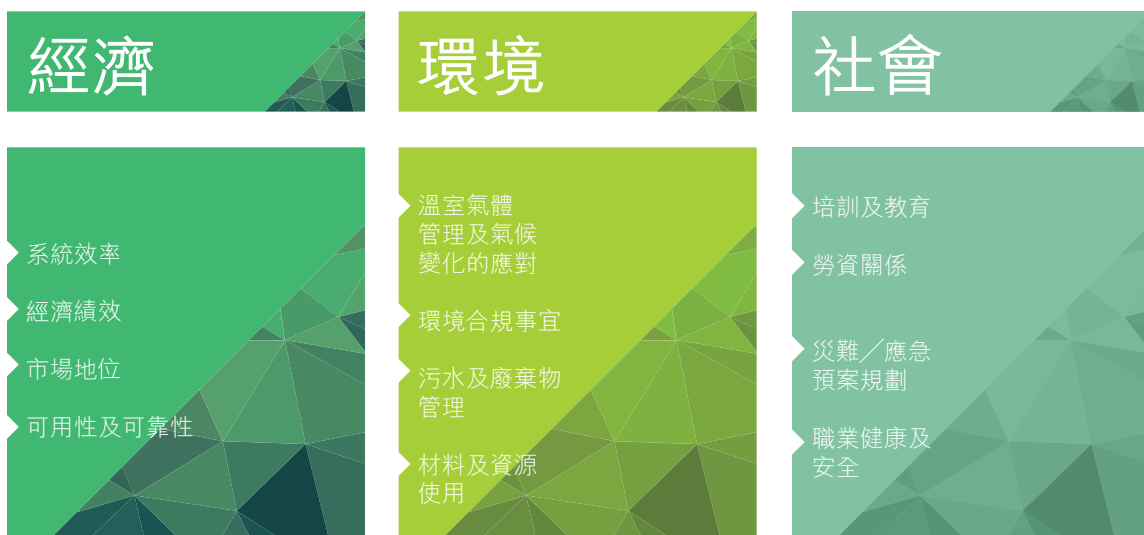 經濟
系統效率
經濟績效
市場地位
可用性及可靠性
環境
溫室氣體
管理及氣候
變化的應對
環境合規事宜
污水及廢棄物
管理
材料及資源
使用
社會
培訓及教育
勞資關係
災難／應急
預案規劃
職業健康及
安全